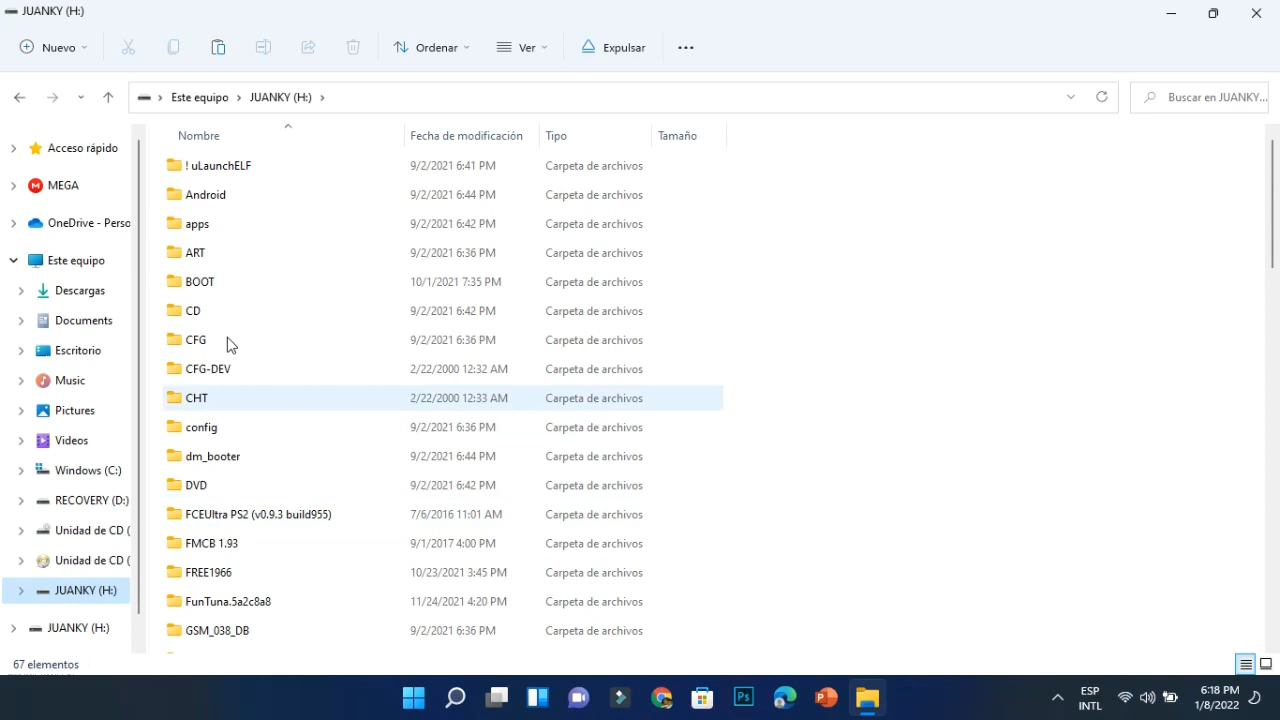 JUANKY (H:)
Nuevo
Ordenar
Ver
Expulsar
Este equipo
JUANKY (H:)
Buscar en JUANKY...
Nombre
Fecha de modificación
Tipo
Tamaño
Acceso rápido
MEGA
OneDrive - Perso
Este equipo
Descargas
Documents
Escritorio
Music
Pictures
Videos
Windows (C:)
RECOVERY (D:)
Unidad de CD (
Unidad de CD (
JUANKY (H:)
JUANKY (H:)
! uLaunchELF 9/2/2021 6:41 PM Carpeta de archivos
Android 9/2/2021 6:44 PM Carpeta de archivos
apps 9/2/2021 6:42 PM Carpeta de archivos
ART 9/2/2021 6:36 PM Carpeta de archivos
BOOT 10/1/2021 7:35 PM Carpeta de archivos
CD 9/2/2021 6:42 PM Carpeta de archivos
CFG 9/2/2021 6:36 PM Carpeta de archivos
CFG-DEV 2/22/2000 12:32 AM Carpeta de archivos
CHT 2/22/2000 12:33 AM Carpeta de archivos
config 9/2/2021 6:36 PM Carpeta de archivos
dm_booter 9/2/2021 6:44 PM Carpeta de archivos
DVD 9/2/2021 6:42 PM Carpeta de archivos
FCEUltra PS2 (v0.9.3 build955) 7/6/2016 11:01 AM Carpeta de archivos
FMCB 1.93 9/1/2017 4:00 PM Carpeta de archivos
FREE1966 10/23/2021 3:45 PM Carpeta de archivos
FunTuna.5a2c8a8 11/24/2021 4:20 PM Carpeta de archivos
GSM_038_DB 9/2/2021 6:36 PM Carpeta de archivos
67 elementos
ESP
INTL
6:18 PM
1/8/2022